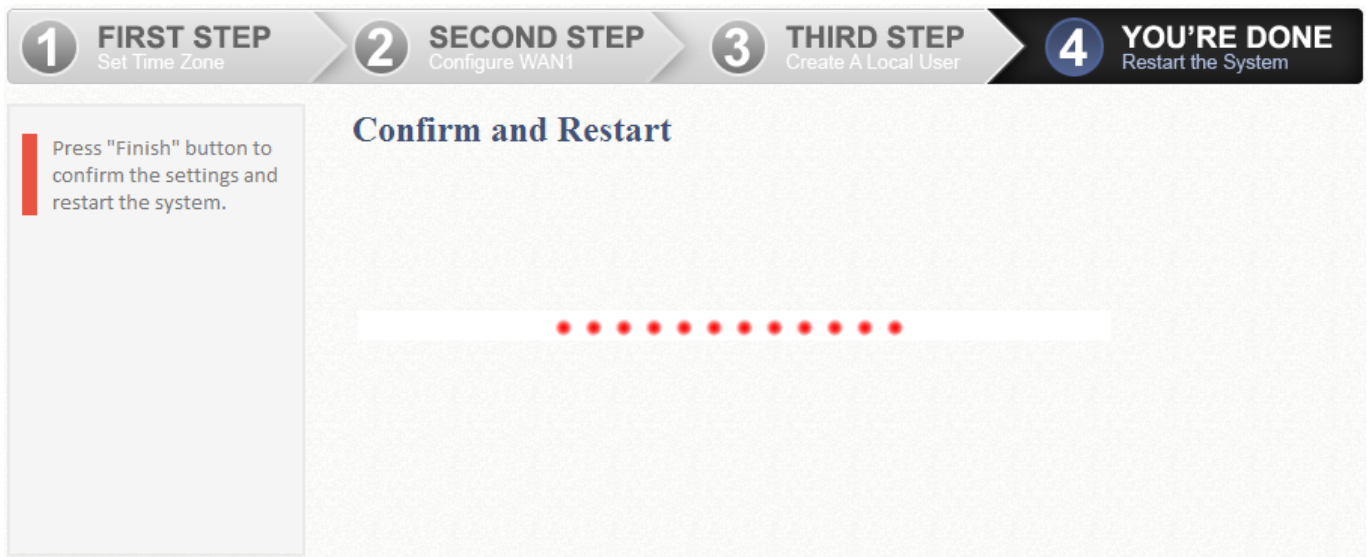 1 FIRST STEP
Set Time Zone
2 SECOND STEP
Configure WAN1
3 THIRD STEP
Create A Local User
4 YOU'RE DONE
Restart the System
Press "Finish" button to
confirm the settings and
restart the system.
Confirm and Restart